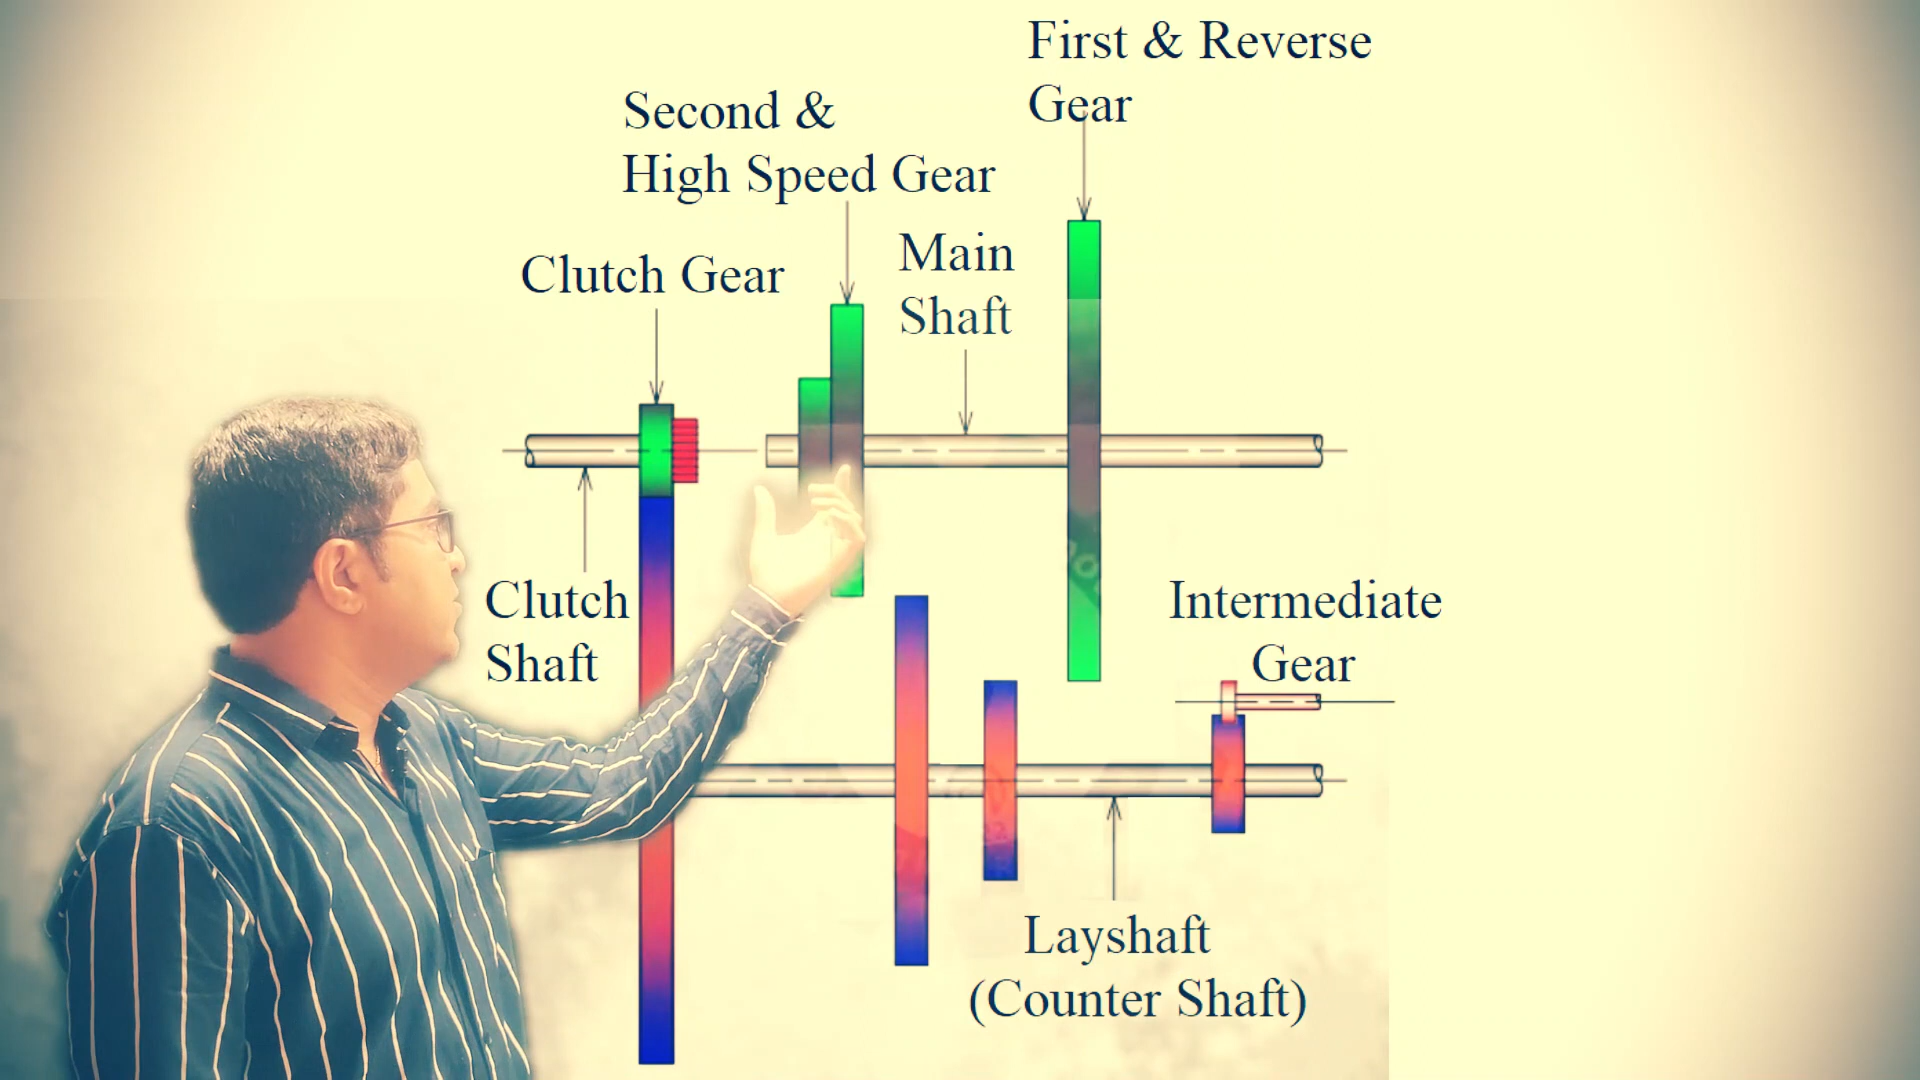 First & Reverse
Gear
Second &
High Speed Gear
Main
Shaft
Clutch Gear
Clutch
Shaft
Intermediate
Gear
Layshaft
(Counter Shaft)